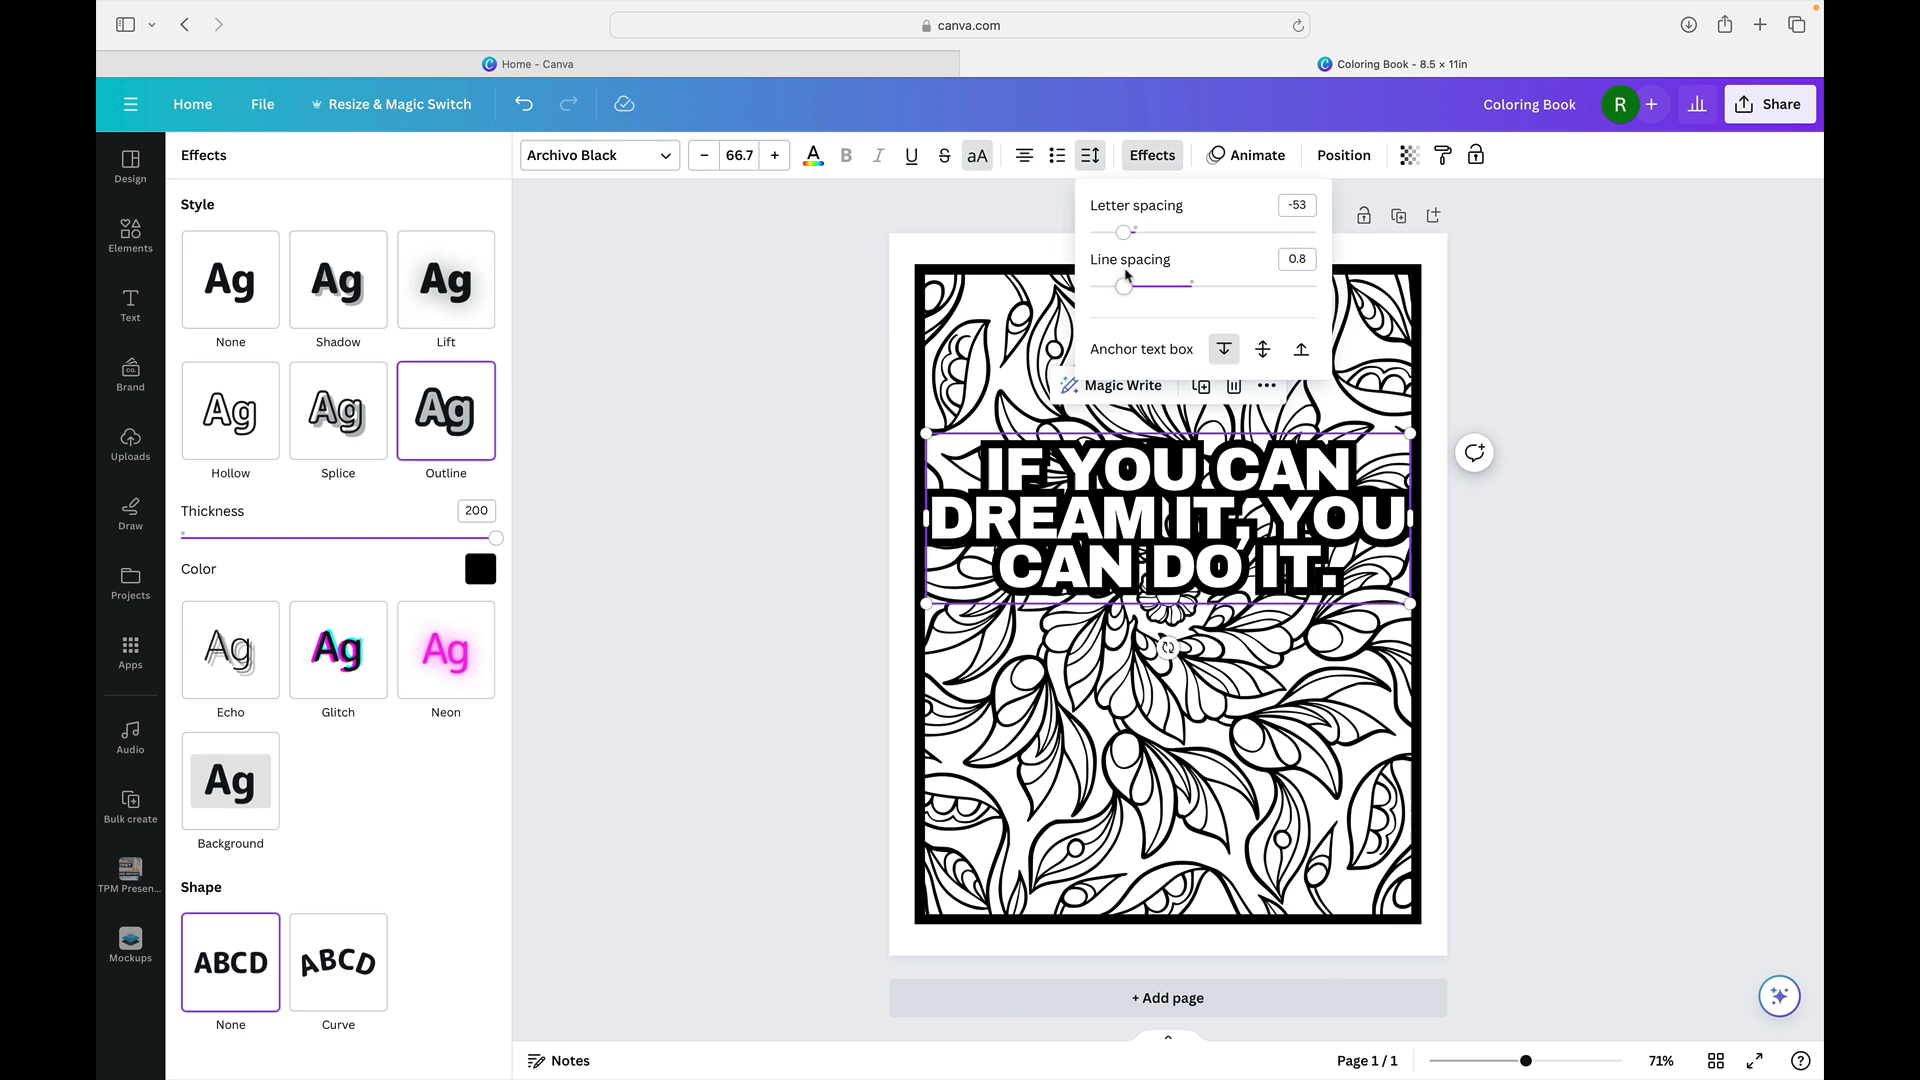 canva.com
Home - Canva
Coloring Book - 8.5 × 11in
Home
File
Resize & Magic Switch
Coloring Book
R
Share
Design
Elements
Text
Brand
Uploads
Draw
Projects
Apps
Audio
Bulk create
TPM Presen...
Mockups
Effects
Style
Ag
Ag
Ag
None
Shadow
Lift
Ag
Ag
Ag
Hollow
Splice
Outline
Thickness
200
Color
Ag
Ag
Ag
Echo
Glitch
Neon
Ag
Background
Shape
ABCD
ABCD
None
Curve
Archivo Black
– 66.7 +
A
B
I
U
S
aA
Effects
Animate
Position
Letter spacing
-53
Line spacing
0.8
Anchor text box
Magic Write
IF YOU CAN
DREAM IT, YOU
CAN DO IT.
+ Add page
Notes
Page 1 / 1
71%